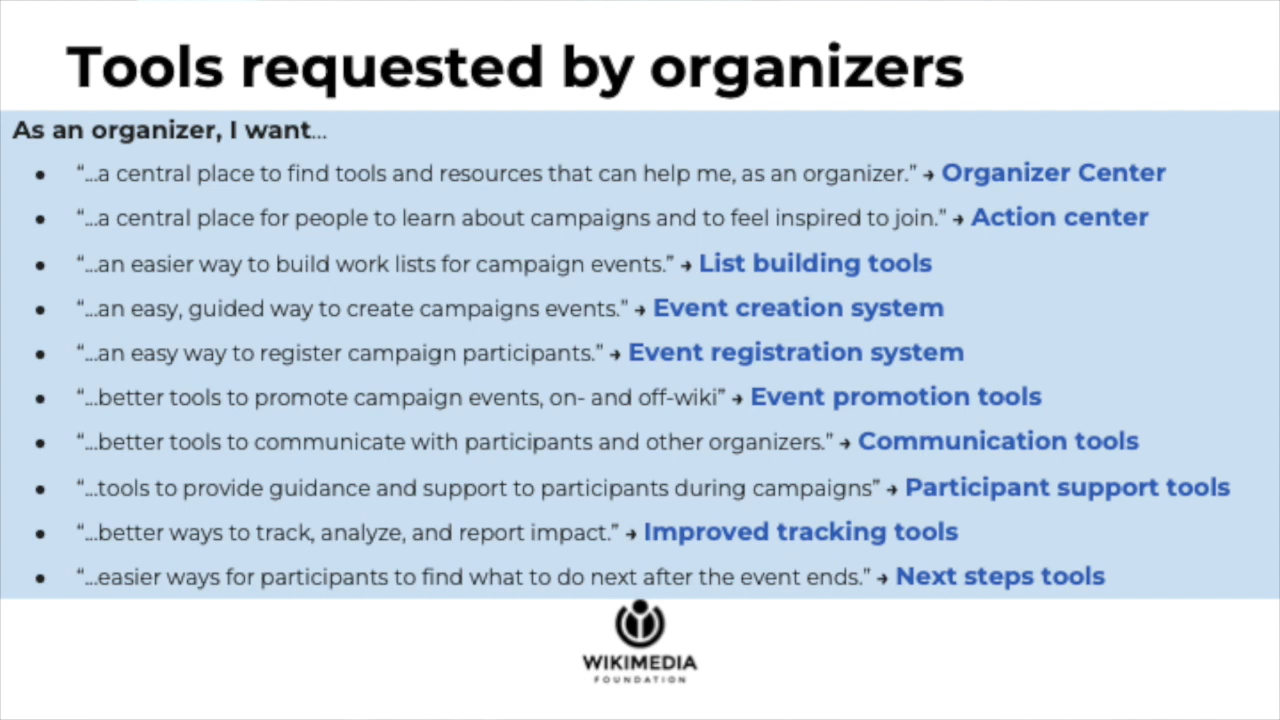 Tools requested by organizers
As an organizer, I want...
• “...a central place to find tools and resources that can help me, as an organizer.” → Organizer Center
• “...a central place for people to learn about campaigns and to feel inspired to join.” → Action center
• “...an easier way to build work lists for campaign events.” → List building tools
• “...an easy, guided way to create campaigns events.” → Event creation system
• “...an easy way to register campaign participants.” → Event registration system
• “...better tools to promote campaign events, on- and off-wiki” → Event promotion tools
• “...better tools to communicate with participants and other organizers.” → Communication tools
• “...tools to provide guidance and support to participants during campaigns” → Participant support tools
• “...better ways to track, analyze, and report impact.” → Improved tracking tools
• “...easier ways for participants to find what to do next after the event ends.” → Next steps tools
WIKIMEDIA
FOUNDATION